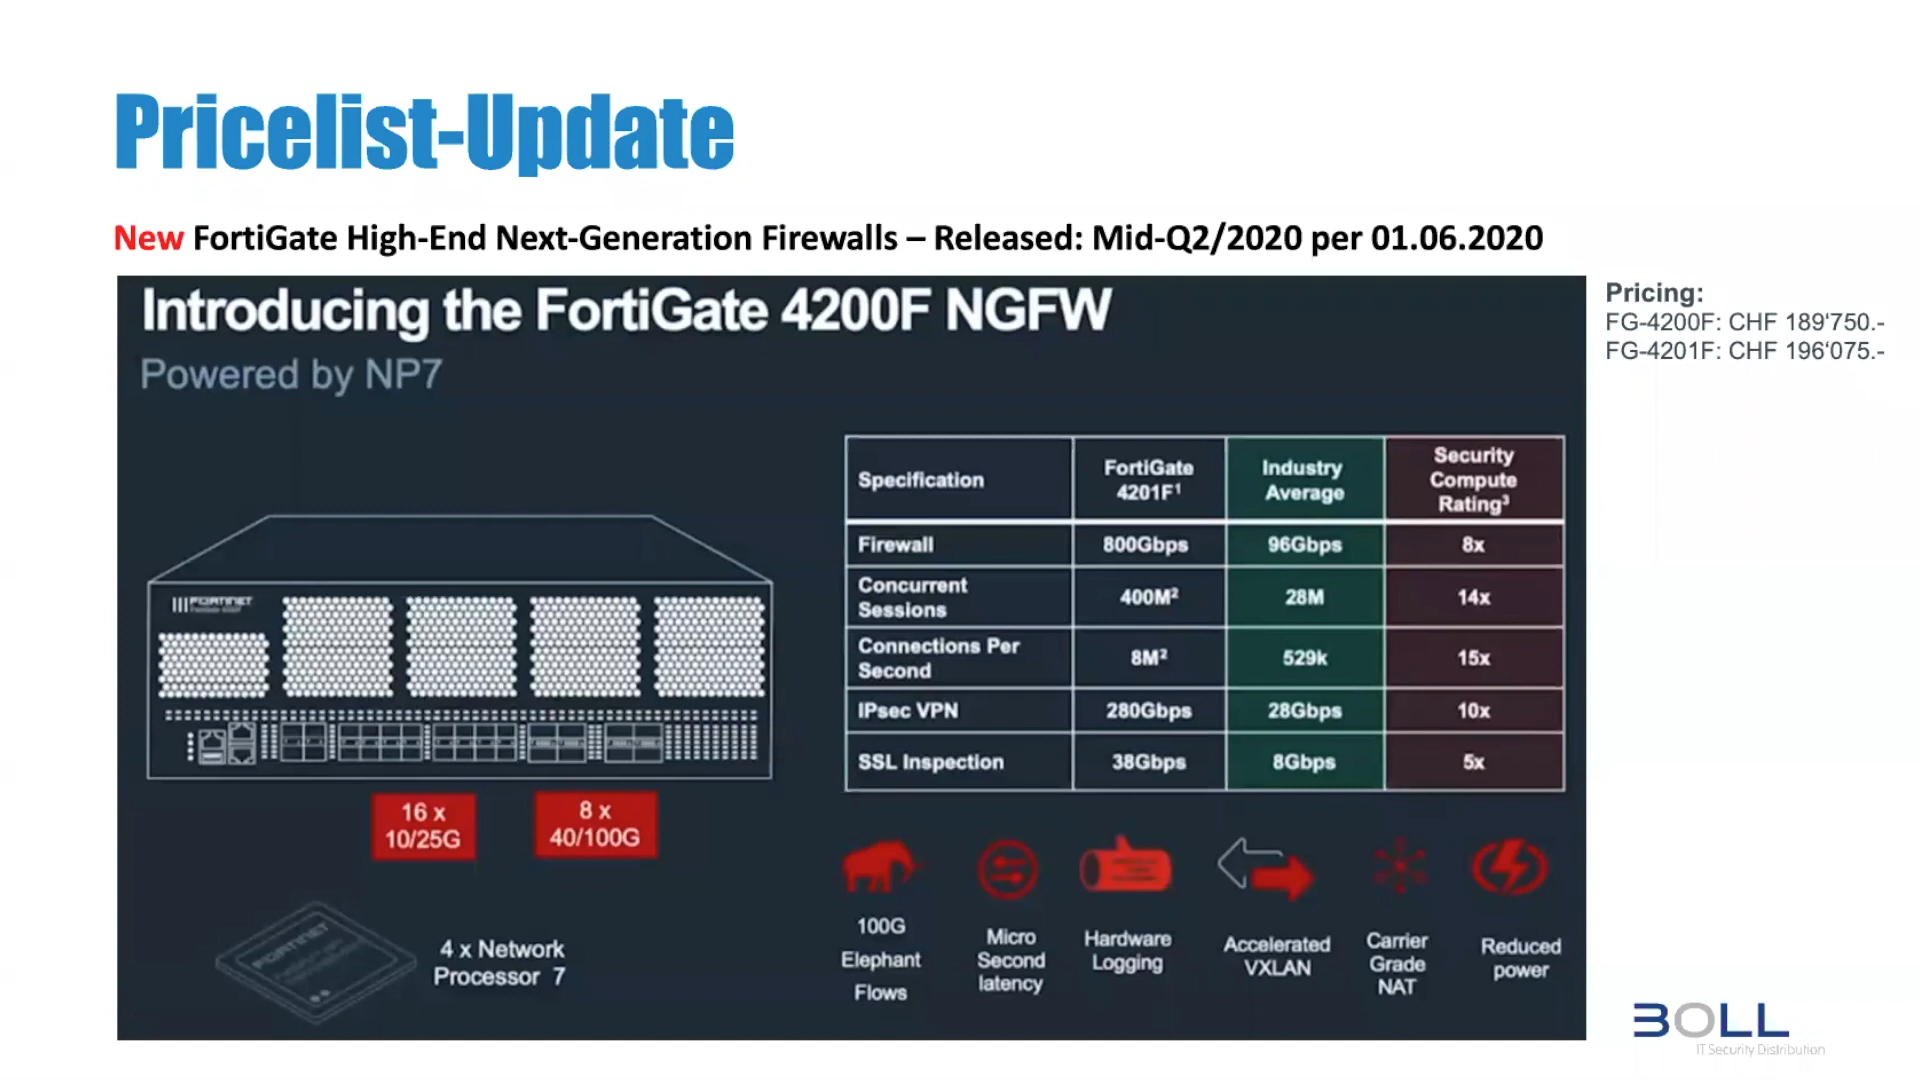 Pricelist-Update
New FortiGate High-End Next-Generation Firewalls – Released: Mid-Q2/2020 per 01.06.2020
Introducing the FortiGate 4200F NGFW
Powered by NP7
Pricing:
FG-4200F: CHF 189‘750.-
FG-4201F: CHF 196‘075.-
Specification
FortiGate
4201F¹
Industry
Average
Security
Compute
Rating³
Firewall
800Gbps
96Gbps
8x
Concurrent
Sessions
400M²
28M
14x
Connections Per
Second
8M²
529k
15x
IPsec VPN
280Gbps
28Gbps
10x
SSL Inspection
38Gbps
8Gbps
5x
FORTINET
16 x
10/25G
8 x
40/100G
FORTINET
4 x Network
Processor 7
100G
Elephant
Flows
Micro
Second
latency
Hardware
Logging
Accelerated
VXLAN
Carrier
Grade
NAT
Reduced
power
BOLL
IT Security Distribution